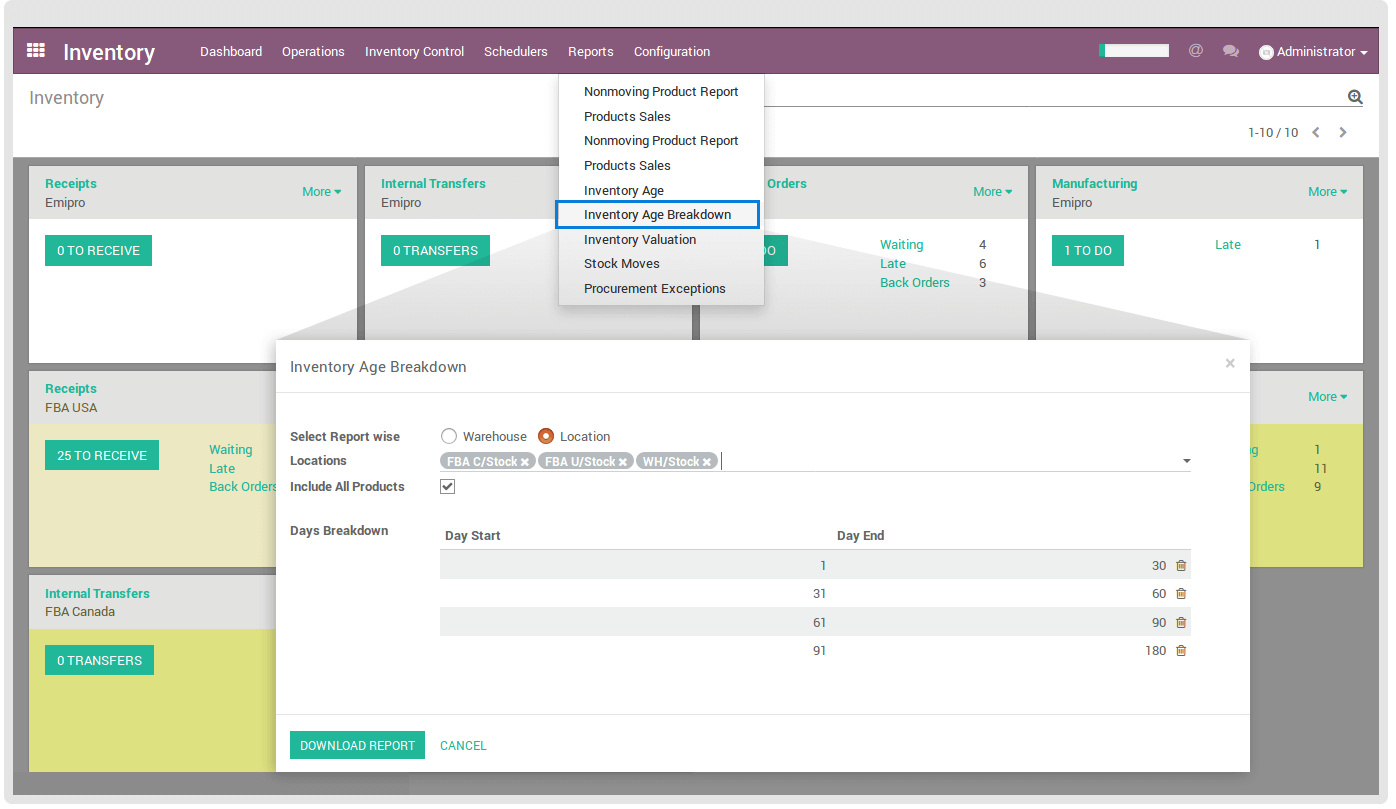 Inventory Dashboard Operations Inventory Control Schedulers Reports Configuration @ Administrator
Inventory
1-10 / 10
Nonmoving Product Report
Products Sales
Nonmoving Product Report
Products Sales
Inventory Age
Inventory Age Breakdown
Inventory Valuation
Stock Moves
Procurement Exceptions
Receipts
Emipro
More
0 TO RECEIVE
Internal Transfers
Emipro
0 TRANSFERS
Orders
More
DO
Waiting 4
Late 6
Back Orders 3
Manufacturing
Emipro
More
1 TO DO
Late 1
Receipts
FBA USA
25 TO RECEIVE
Waiting
Late
Back Orders
More
1
11
Orders 9
Internal Transfers
FBA Canada
0 TRANSFERS
Inventory Age Breakdown ×
Select Report wise Warehouse Location
Locations FBA C/Stock × FBA U/Stock × WH/Stock ×
Include All Products
Days Breakdown
Day Start Day End
1 30
31 60
61 90
91 180
DOWNLOAD REPORT CANCEL